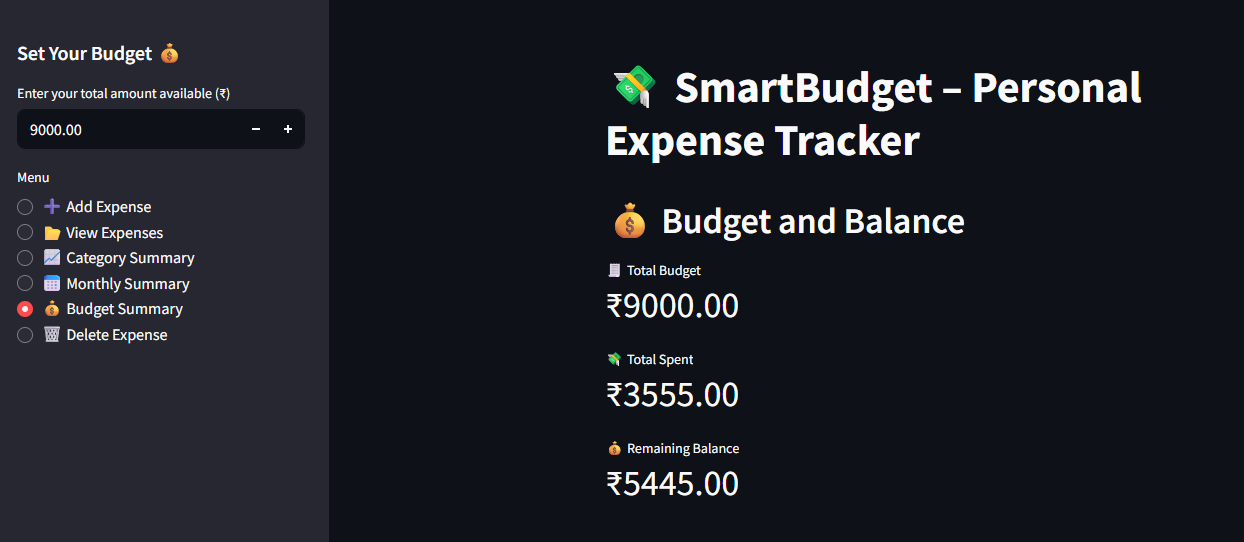 Set Your Budget 💰
Enter your total amount available (₹)
9000.00 − +
Menu
➕ Add Expense
📂 View Expenses
📈 Category Summary
📅 Monthly Summary
💰 Budget Summary
🗑️ Delete Expense
💸 SmartBudget – Personal
Expense Tracker
💰 Budget and Balance
🧾 Total Budget
₹9000.00
💸 Total Spent
₹3555.00
💰 Remaining Balance
₹5445.00